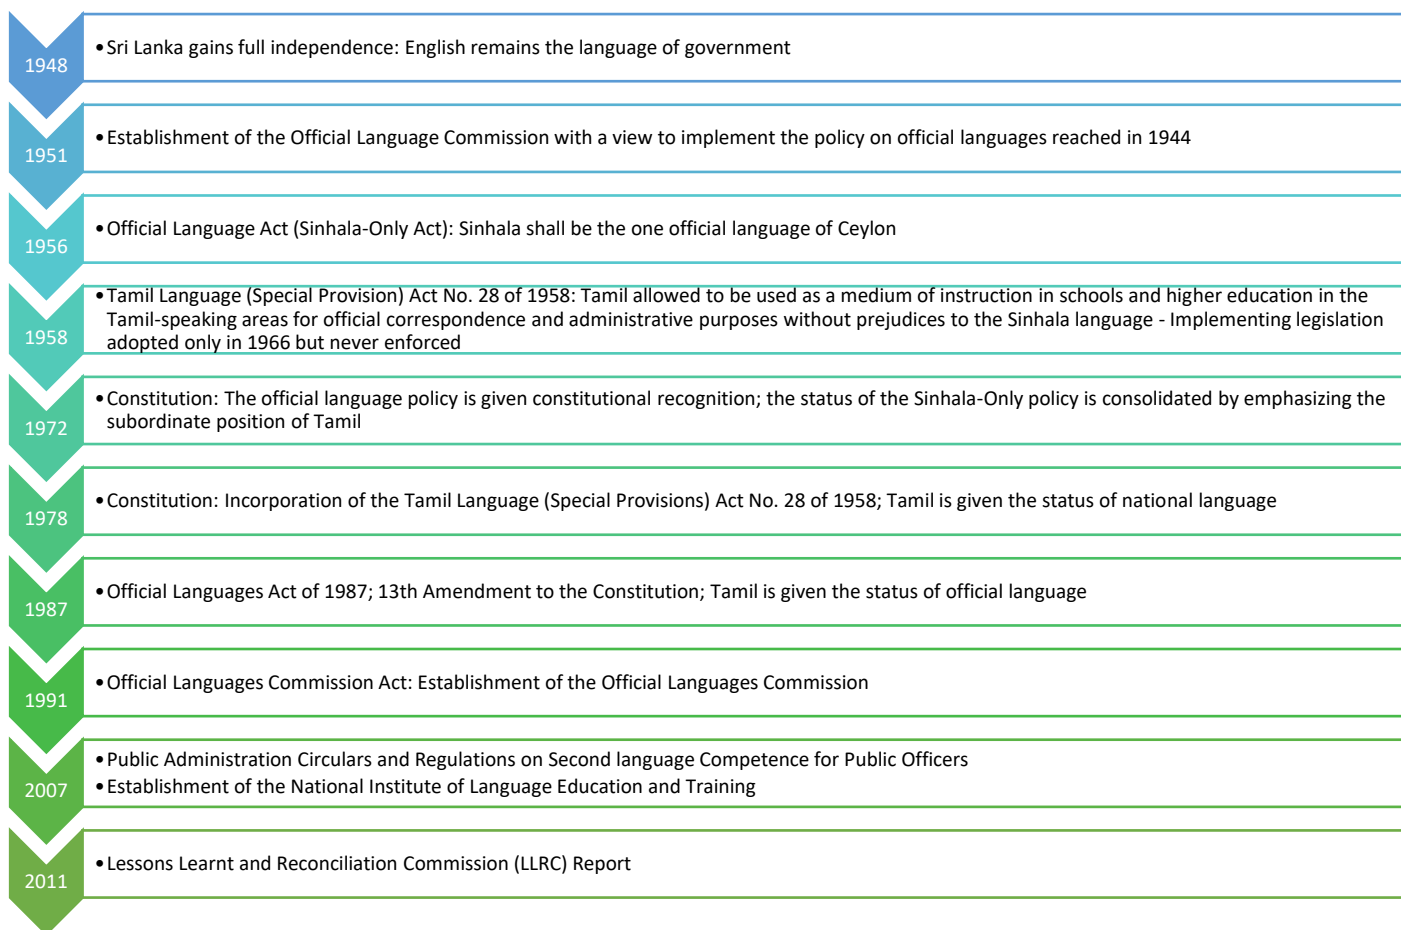 1948
•Sri Lanka gains full independence: English remains the language of government
1951
•Establishment of the Official Language Commission with a view to implement the policy on official languages reached in 1944
1956
•Official Language Act (Sinhala-Only Act): Sinhala shall be the one official language of Ceylon
1958
•Tamil Language (Special Provision) Act No. 28 of 1958: Tamil allowed to be used as a medium of instruction in schools and higher education in the
Tamil-speaking areas for official correspondence and administrative purposes without prejudices to the Sinhala language - Implementing legislation
adopted only in 1966 but never enforced
1972
•Constitution: The official language policy is given constitutional recognition; the status of the Sinhala-Only policy is consolidated by emphasizing the
subordinate position of Tamil
1978
•Constitution: Incorporation of the Tamil Language (Special Provisions) Act No. 28 of 1958; Tamil is given the status of national language
1987
•Official Languages Act of 1987; 13th Amendment to the Constitution; Tamil is given the status of official language
1991
•Official Languages Commission Act: Establishment of the Official Languages Commission
2007
•Public Administration Circulars and Regulations on Second language Competence for Public Officers
•Establishment of the National Institute of Language Education and Training
2011
•Lessons Learnt and Reconciliation Commission (LLRC) Report